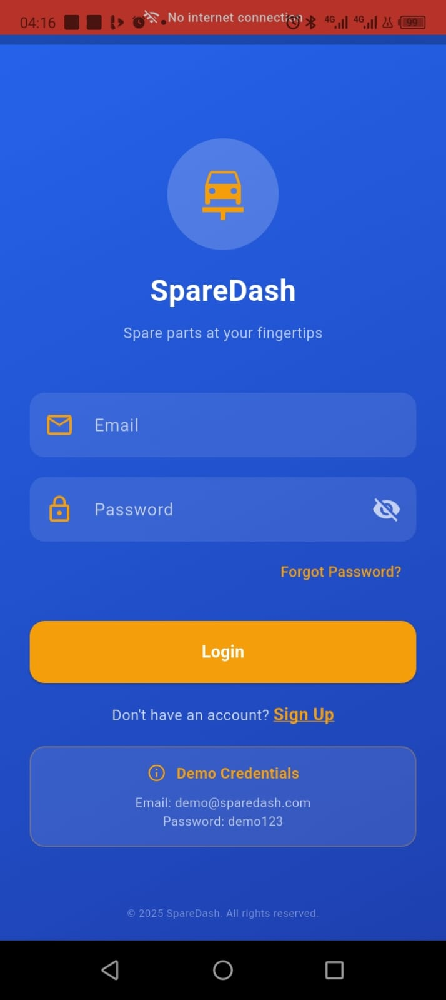 04:16
No internet connection
4G
4G
99
SpareDash
Spare parts at your fingertips
Email
Password
Forgot Password?
Login
Don't have an account? Sign Up
Demo Credentials
Email: demo@sparedash.com
Password: demo123
© 2025 SpareDash. All rights reserved.